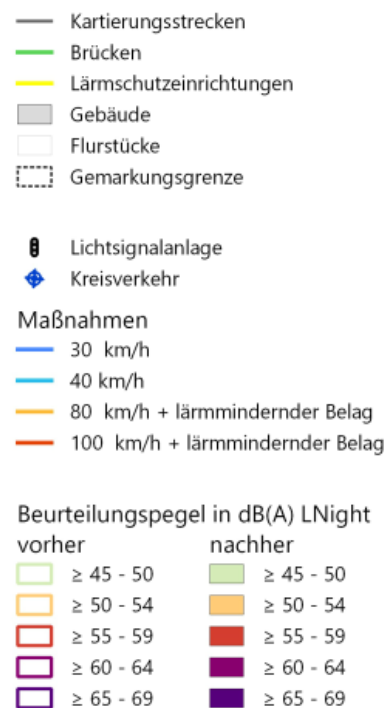 Kartierungsstrecken
Brücken
Lärmschutzeinrichtungen
Gebäude
Flurstücke
Gemarkungsgrenze
Lichtsignalanlage
Kreisverkehr
Maßnahmen
30 km/h
40 km/h
80 km/h + lärmmindernder Belag
100 km/h + lärmmindernder Belag
Beurteilungspegel in dB(A) LNight
vorher nachher
≥ 45 - 50 ≥ 45 - 50
≥ 50 - 54 ≥ 50 - 54
≥ 55 - 59 ≥ 55 - 59
≥ 60 - 64 ≥ 60 - 64
≥ 65 - 69 ≥ 65 - 69